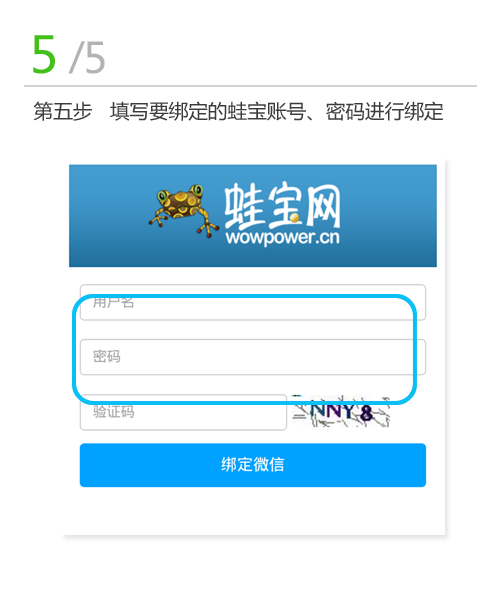 5 /5
第五步 填写要绑定的蛙宝账号、密码进行绑定
蛙宝网
wowpower.cn
用户名
密码
验证码
NNY8
绑定微信